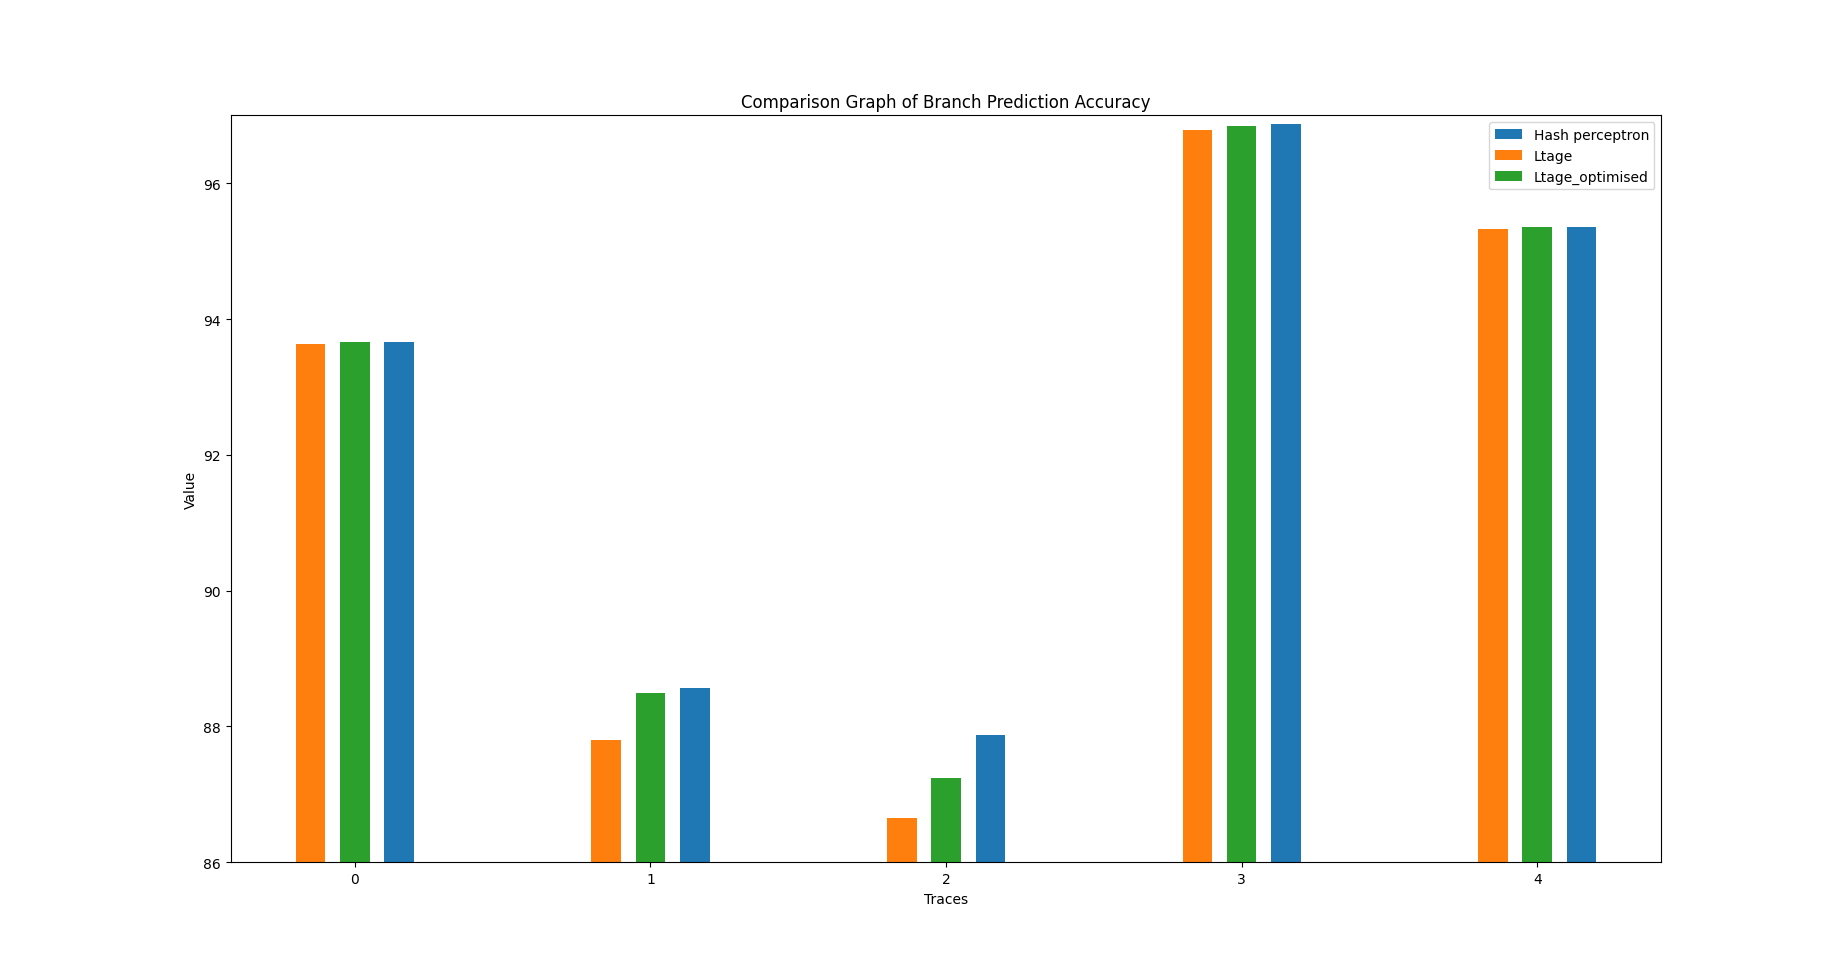 Comparison Graph of Branch Prediction Accuracy
Hash perceptron
Ltage
Ltage_optimised
96
94
92
90
88
86
Value
0 1 2 3 4
Traces